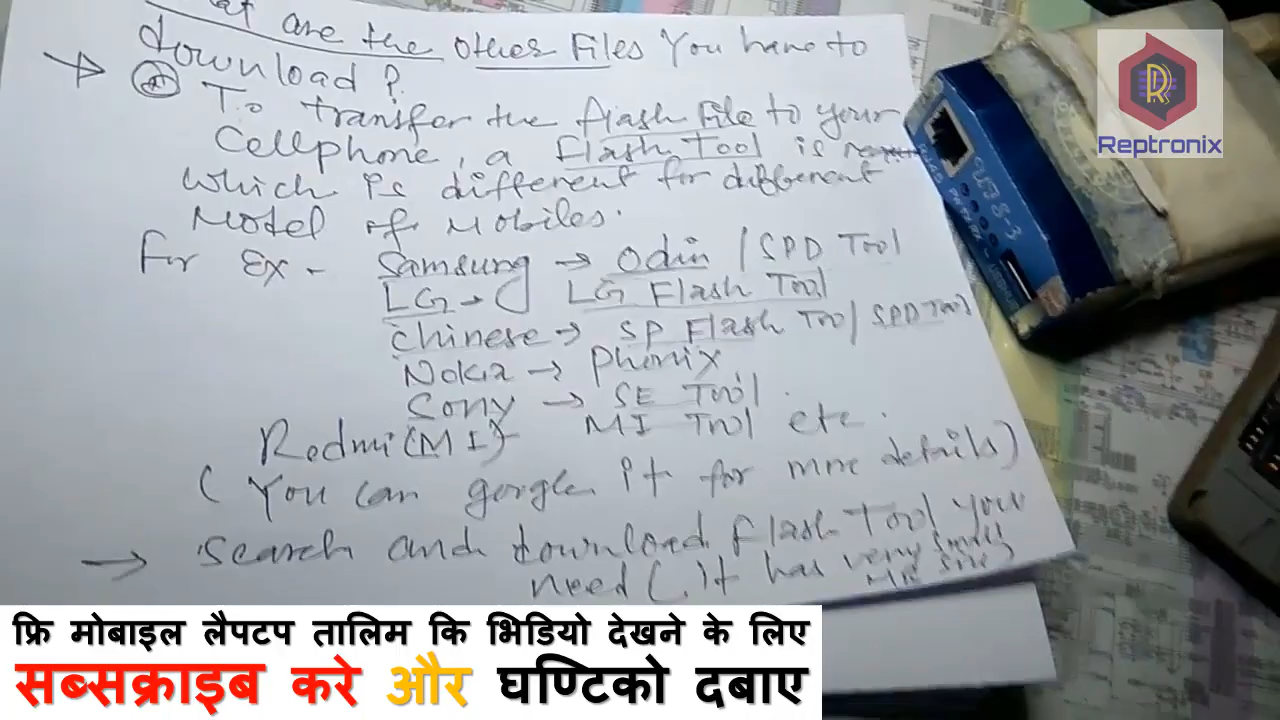 are the other Files You have to
download?
To transfer the flash File to your
Cellphone, a Flash Tool is
which is different for different
Model of Mobiles.
For Ex - Samsung → Odin / SPD Tool
LG → LG Flash Tool
Chinese → SP Flash Tool / SPD Tool
Nokia → Phonix
Sony → SE Tool
Redmi (MI) MI Tool etc.
(You can google it for more details)
→ Search and download flash Tool you
need (it has very small
MB size)
Reptronix
फ्रि मोबाइल लैपटप तालिम कि भिडियो देखने के लिए
सब्सक्राइब करे और घण्टिको दबाए